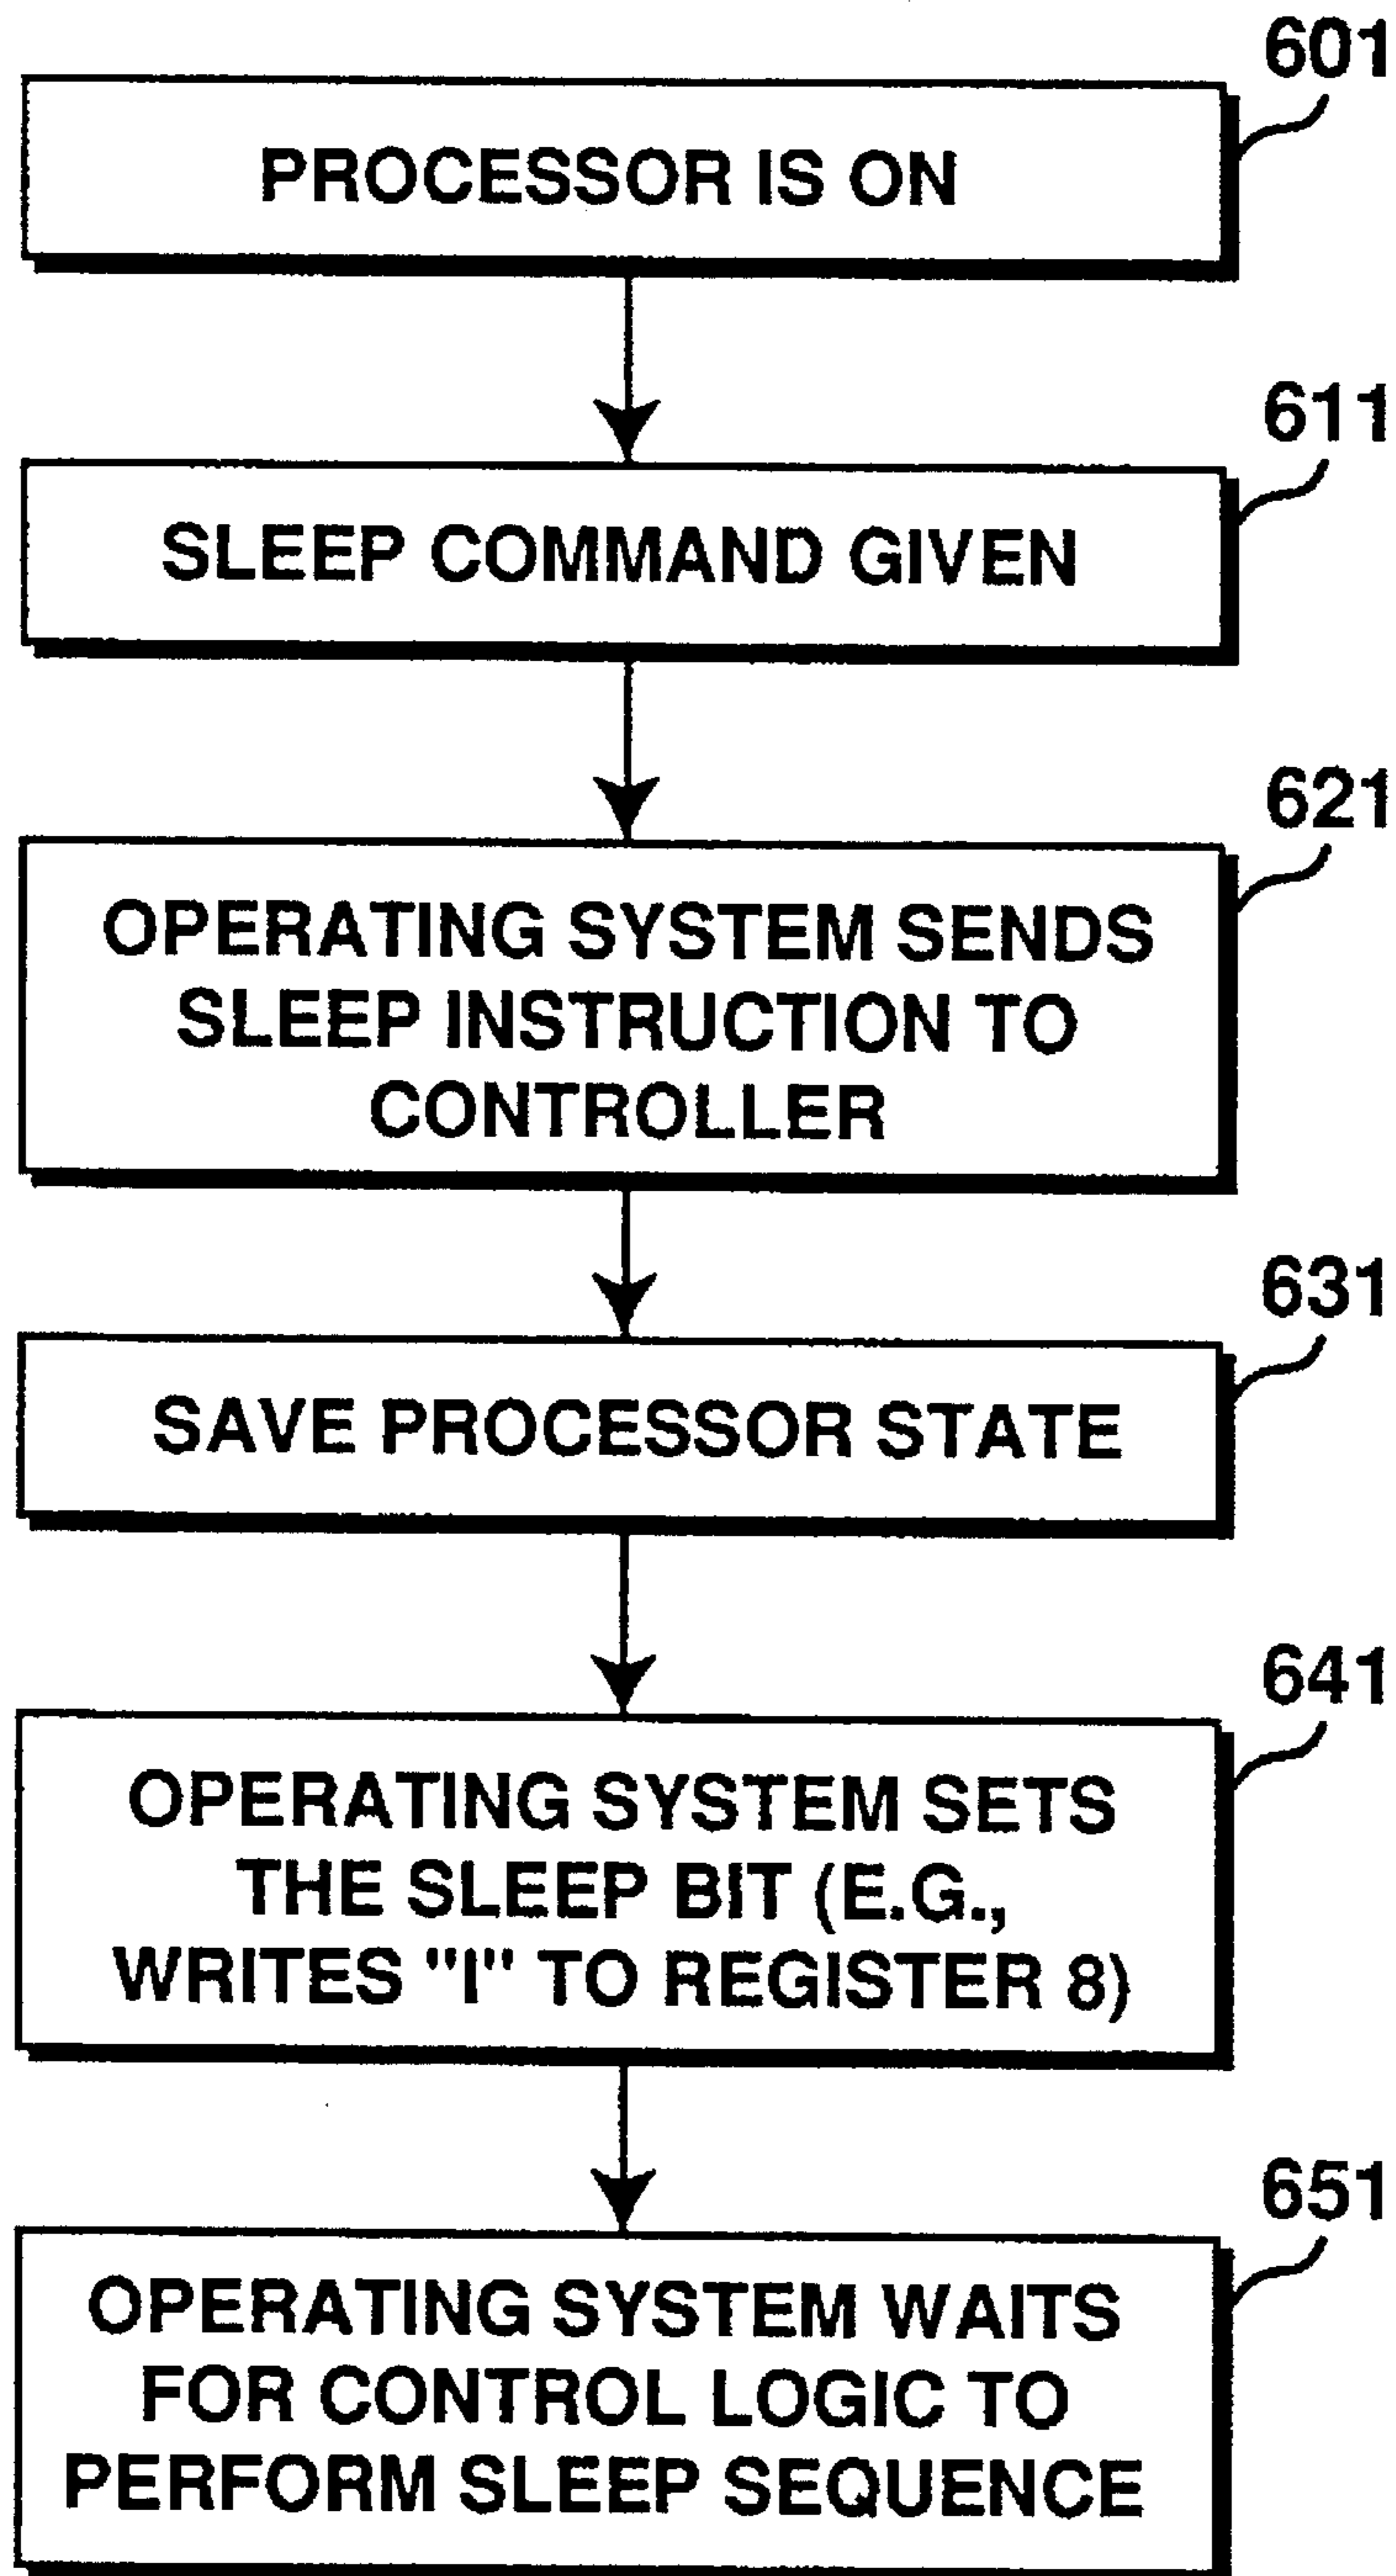 601
PROCESSOR IS ON
611
SLEEP COMMAND GIVEN
621
OPERATING SYSTEM SENDS
SLEEP INSTRUCTION TO
CONTROLLER
631
SAVE PROCESSOR STATE
641
OPERATING SYSTEM SETS
THE SLEEP BIT (E.G.,
WRITES "I" TO REGISTER 8)
651
OPERATING SYSTEM WAITS
FOR CONTROL LOGIC TO
PERFORM SLEEP SEQUENCE